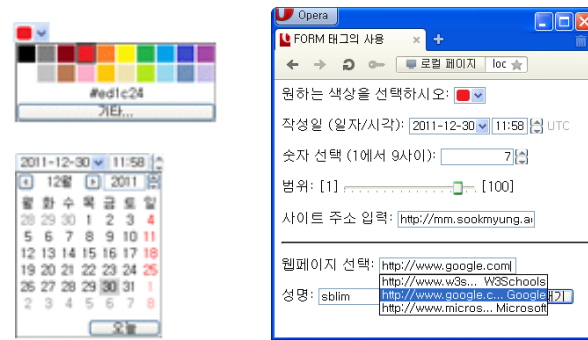 #ed1c24
기타...
2011-12-30 11:58
12월 2011
월 화 수 목 금 토 일
28 29 30 1 2 3 4
5 6 7 8 9 10 11
12 13 14 15 16 17 18
19 20 21 22 23 24 25
26 27 28 29 30 31 1
2 3 4 5 6 7 8
오늘
Opera
FORM 태그의 사용
로컬 페이지 loc
원하는 색상을 선택하시오:
작성일 (일자/시각): 2011-12-30 11:58 UTC
숫자 선택 (1에서 9사이): 7
범위: [1] [100]
사이트 주소 입력: http://mm.sookmyung.a
웹페이지 선택: http://www.google.com
http://www.w3s... W3Schools
성명: sblim http://www.google.c... Google
http://www.micros... Microsoft